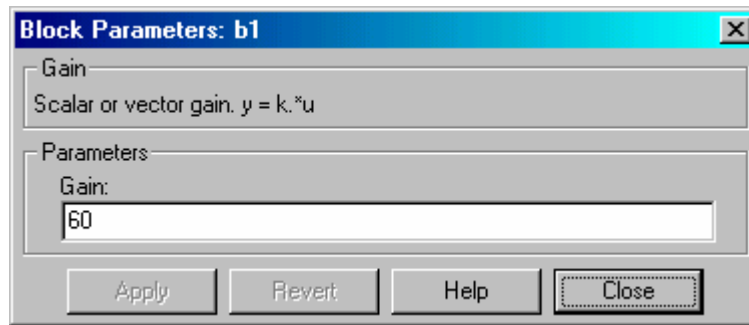 Block Parameters: b1
Gain
Scalar or vector gain. y = k.*u
Parameters
Gain:
60
Apply Revert Help Close